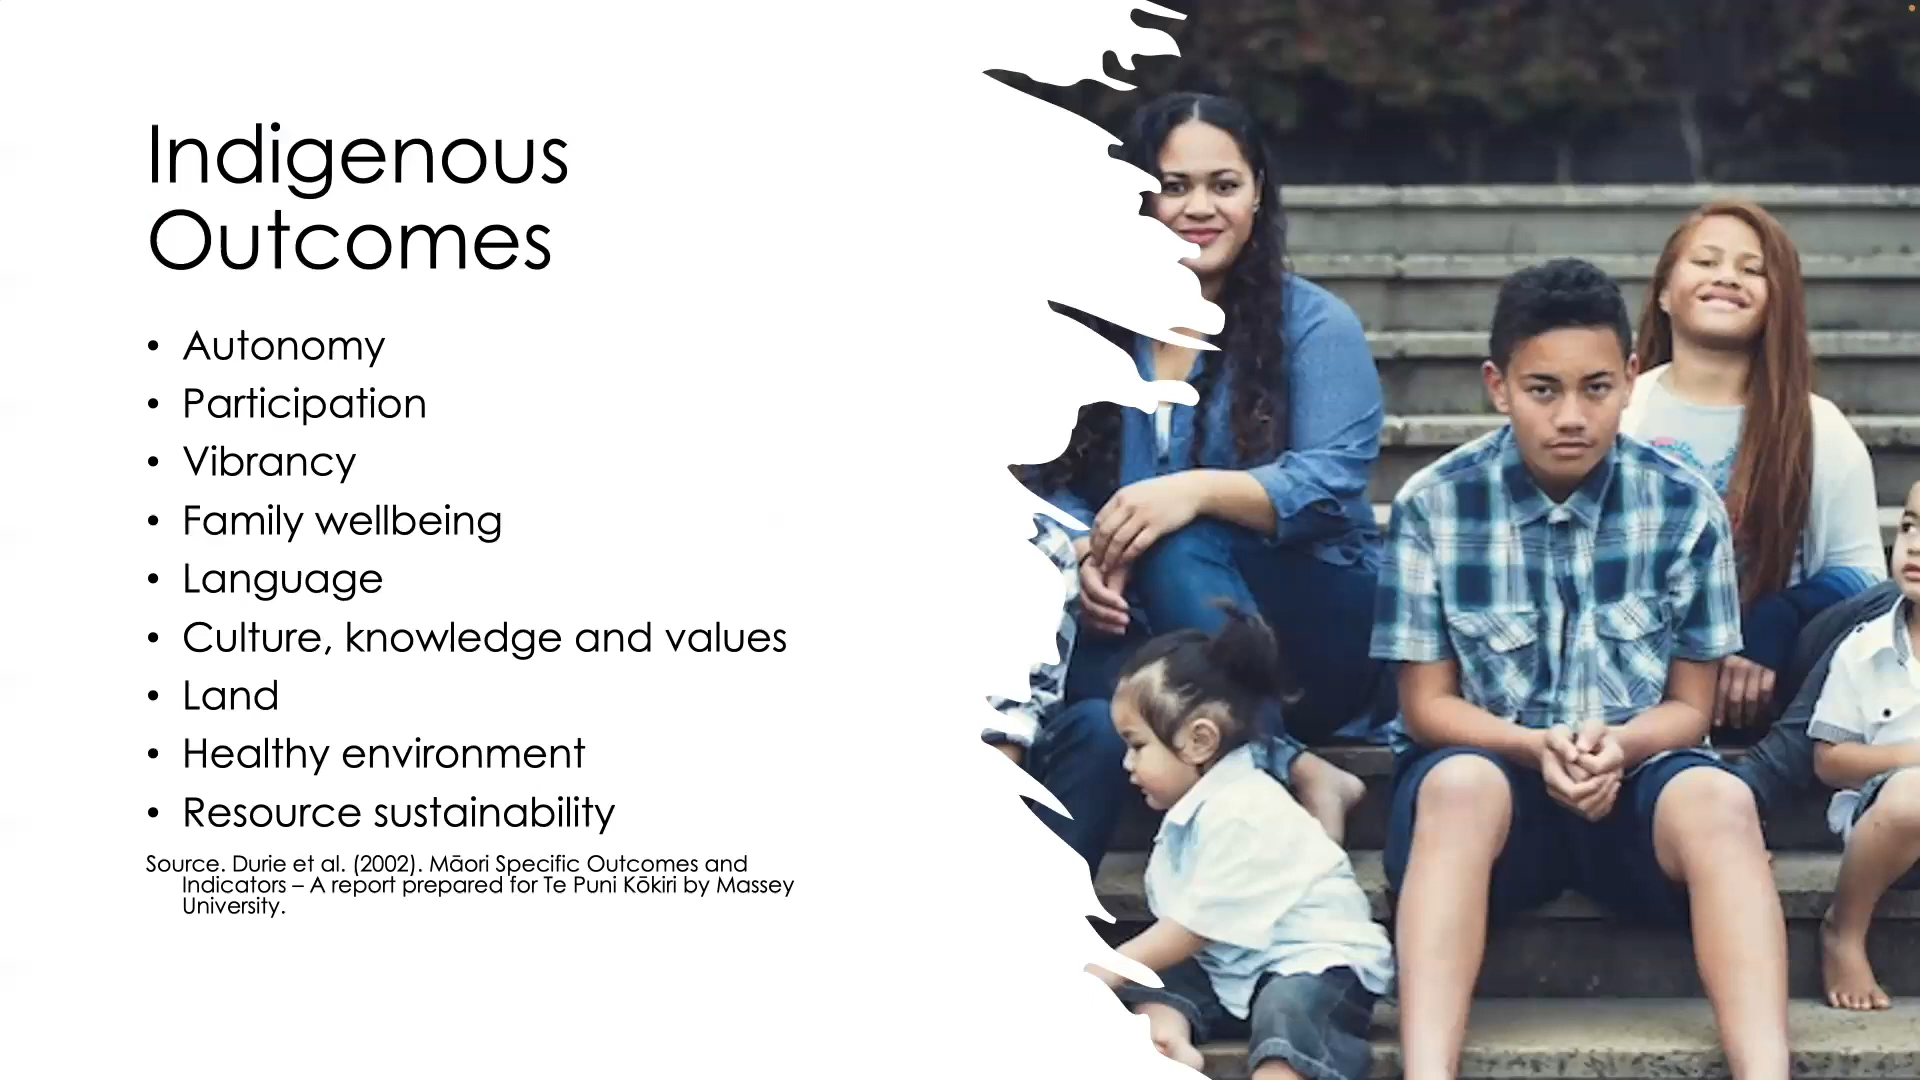 Indigenous
Outcomes
• Autonomy
• Participation
• Vibrancy
• Family wellbeing
• Language
• Culture, knowledge and values
• Land
• Healthy environment
• Resource sustainability
Source. Durie et al. (2002). Māori Specific Outcomes and
Indicators – A report prepared for Te Puni Kōkiri by Massey
University.